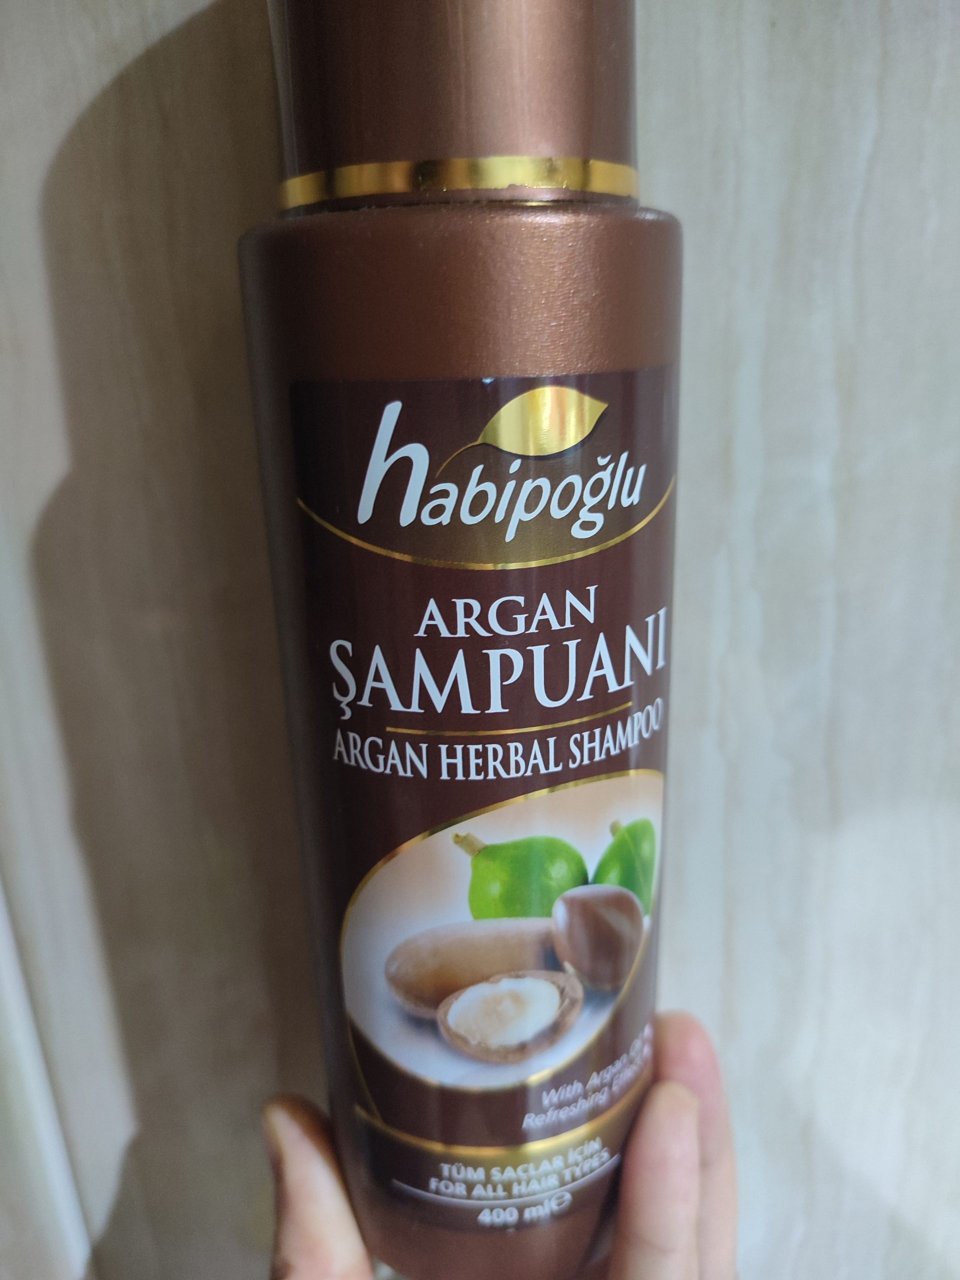 habipoğlu
ARGAN
ŞAMPUANI
ARGAN HERBAL SHAMPOO
With Argan
Refreshing
TÜM SAÇLAR İÇİN
FOR ALL HAIR TYPES
400 ml℮